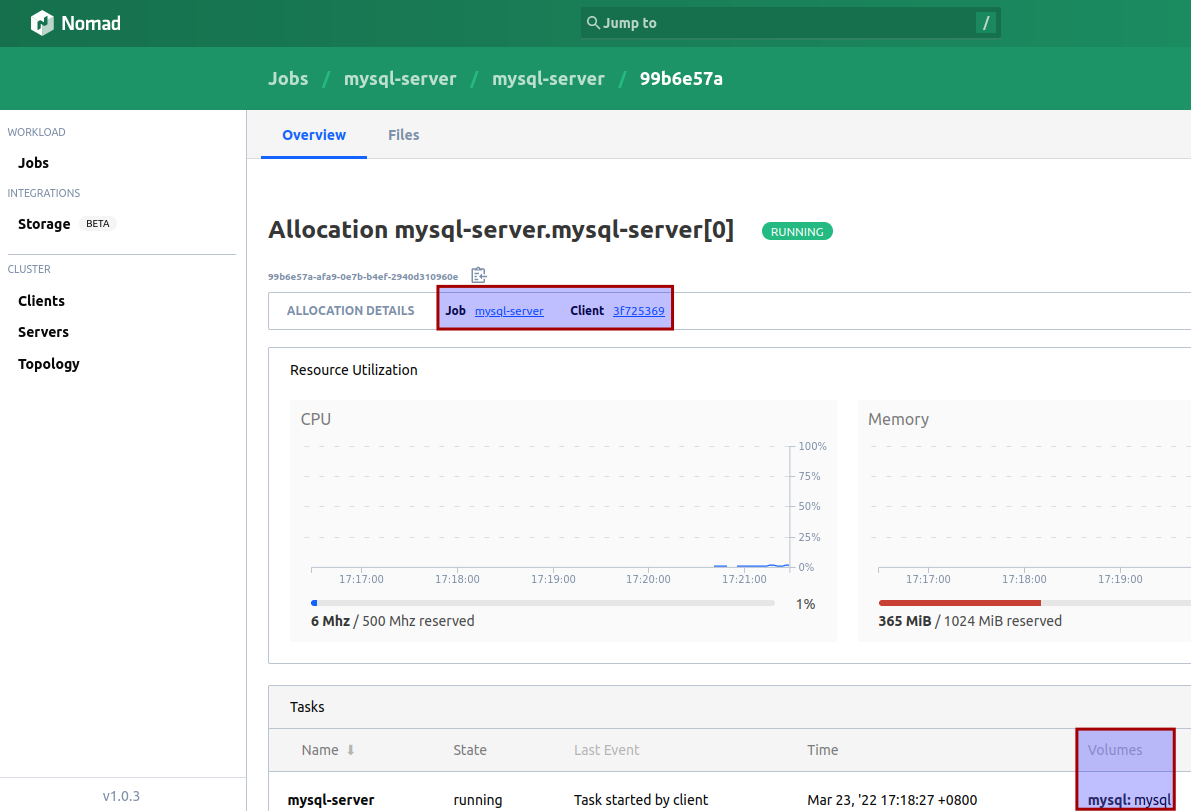 Nomad
Jump to /
Jobs / mysql-server / mysql-server / 99b6e57a
WORKLOAD
Jobs
INTEGRATIONS
Storage BETA
CLUSTER
Clients
Servers
Topology
v1.0.3
Overview Files
Allocation mysql-server.mysql-server[0] RUNNING
99b6e57a-afa9-0e7b-b4ef-2940d310960e
ALLOCATION DETAILS Job mysql-server Client 3f725369
Resource Utilization
CPU
100%
75%
50%
25%
0%
17:17:00 17:18:00 17:19:00 17:20:00 17:21:00
1%
6 Mhz / 500 Mhz reserved
Memory
17:17:00 17:18:00 17:19:00
365 MiB / 1024 MiB reserved
Tasks
Name State Last Event Time Volumes
mysql-server running Task started by client Mar 23, '22 17:18:27 +0800 mysql: mysql